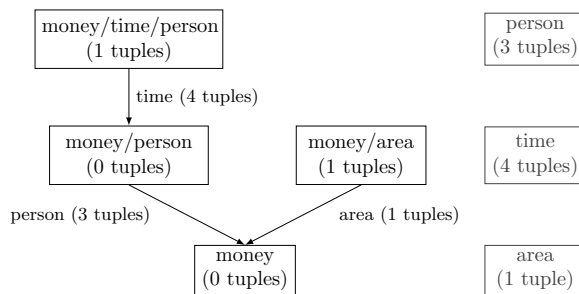 money/time/person
(1 tuples)
person
(3 tuples)
time (4 tuples)
money/person
(0 tuples)
money/area
(1 tuples)
time
(4 tuples)
person (3 tuples)
area (1 tuples)
money
(0 tuples)
area
(1 tuple)